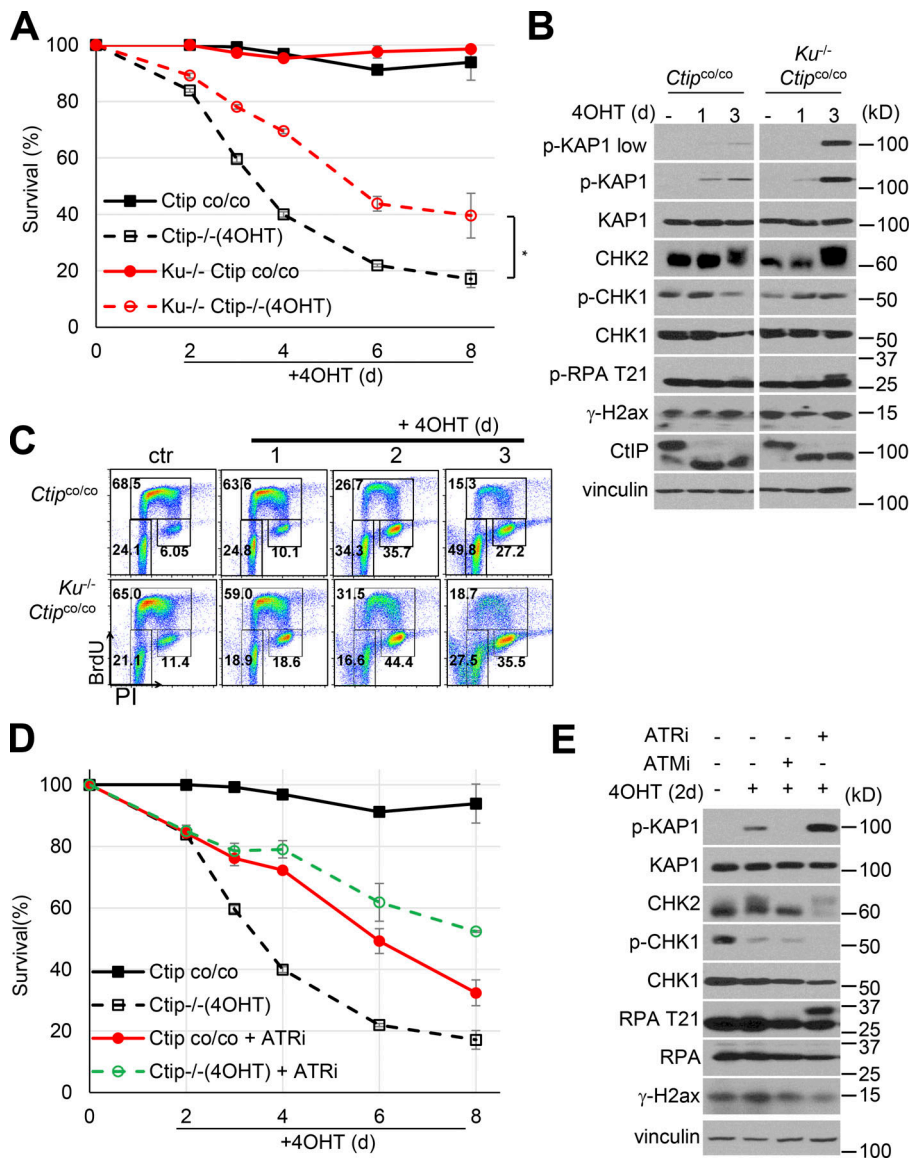 A
100
80
60
40
20
0
Survival (%)
Ctip co/co
Ctip-/-(4OHT)
Ku-/- Ctip co/co
Ku-/- Ctip-/-(4OHT)
*
0 2 4 6 8
+4OHT (d)
B
Ctip^co/co Ku^-/- Ctip^co/co
4OHT (d) - 1 3 - 1 3 (kD)
p-KAP1 low 100
p-KAP1 100
KAP1 100
CHK2 60
p-CHK1 50
CHK1 50
37
p-RPA T21 25
γ-H2ax 15
CtIP 100
vinculin 100
C
+ 4OHT (d)
ctr 1 2 3
Ctip^co/co
68.5 63.6 26.7 15.3
24.1 6.05 24.8 10.1 34.3 35.7 49.8 27.2
Ku^-/-
Ctip^co/co
65.0 59.0 31.5 18.7
21.1 11.4 18.9 18.6 16.6 44.4 27.5 35.5
BrdU
PI
D
100
80
60
40
20
0
Survival(%)
Ctip co/co
Ctip-/-(4OHT)
Ctip co/co + ATRi
Ctip-/-(4OHT) + ATRi
0 2 4 6 8
+4OHT (d)
E
ATRi - - - +
ATMi - - + -
4OHT (2d) - + + + (kD)
p-KAP1 100
KAP1 100
CHK2 60
p-CHK1 50
CHK1 50
37
RPA T21 25
37
RPA 25
γ-H2ax 15
vinculin 100